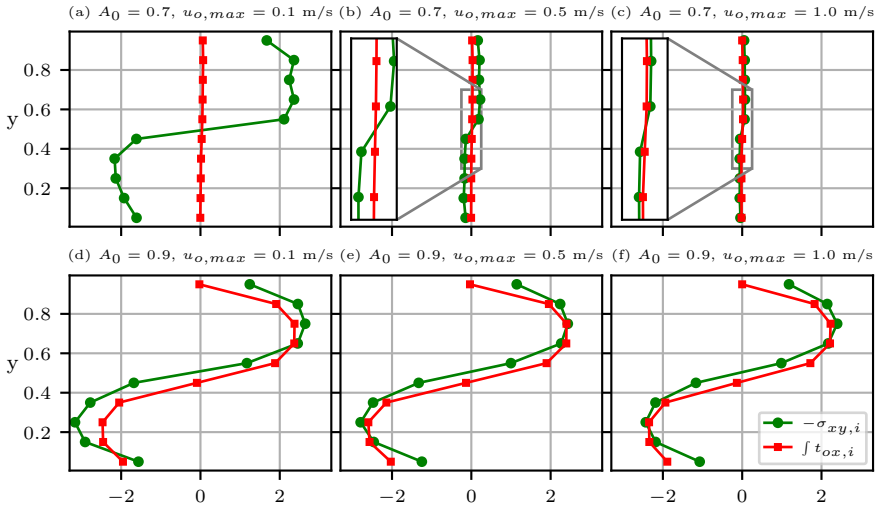 (a) A_0 = 0.7, u_{o,max} = 0.1 m/s
(b) A_0 = 0.7, u_{o,max} = 0.5 m/s
(c) A_0 = 0.7, u_{o,max} = 1.0 m/s
0.8
0.6
y
0.4
0.2
(d) A_0 = 0.9, u_{o,max} = 0.1 m/s
(e) A_0 = 0.9, u_{o,max} = 0.5 m/s
(f) A_0 = 0.9, u_{o,max} = 1.0 m/s
0.8
0.6
y
0.4
0.2
−σ_{xy,i}
∫ t_{ox,i}
−2 0 2
−2 0 2
−2 0 2